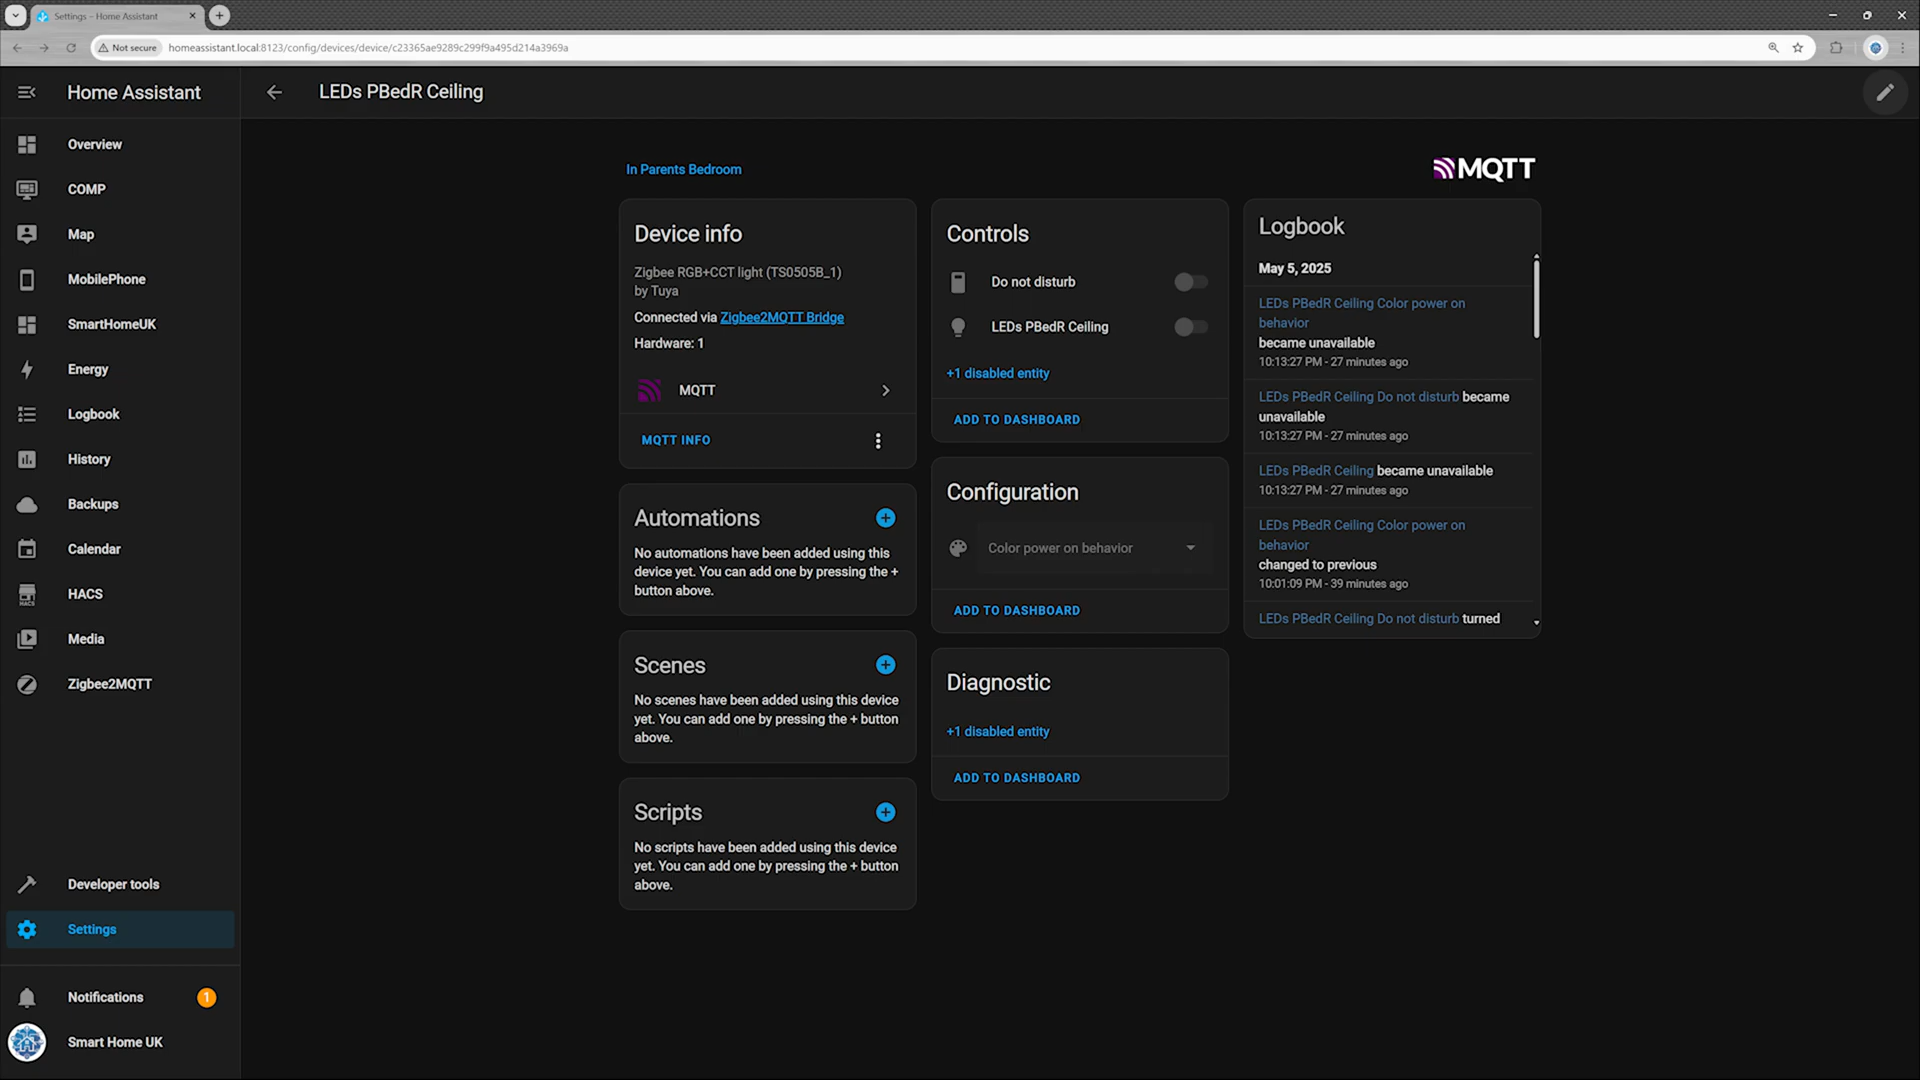 Settings – Home Assistant
Not secure
homeassistant.local:8123/config/devices/device/c23365ae9289c299f9a495d214a3969a
Home Assistant
LEDs PBedR Ceiling
Overview
COMP
Map
MobilePhone
SmartHomeUK
Energy
Logbook
History
Backups
Calendar
HACS
HACS
Media
Zigbee2MQTT
Developer tools
Settings
Notifications
1
Smart Home UK
In Parents Bedroom
MQTT
Device info
Zigbee RGB+CCT light (TS0505B_1)
by Tuya
Connected via Zigbee2MQTT Bridge
Hardware: 1
MQTT
MQTT INFO
Automations
No automations have been added using this
device yet. You can add one by pressing the +
button above.
Scenes
No scenes have been added using this device
yet. You can add one by pressing the + button
above.
Scripts
No scripts have been added using this device
yet. You can add one by pressing the + button
above.
Controls
Do not disturb
LEDs PBedR Ceiling
+1 disabled entity
ADD TO DASHBOARD
Configuration
Color power on behavior
ADD TO DASHBOARD
Diagnostic
+1 disabled entity
ADD TO DASHBOARD
Logbook
May 5, 2025
LEDs PBedR Ceiling Color power on
behavior
became unavailable
10:13:27 PM - 27 minutes ago
LEDs PBedR Ceiling Do not disturb became
unavailable
10:13:27 PM - 27 minutes ago
LEDs PBedR Ceiling became unavailable
10:13:27 PM - 27 minutes ago
LEDs PBedR Ceiling Color power on
behavior
changed to previous
10:01:09 PM - 39 minutes ago
LEDs PBedR Ceiling Do not disturb turned